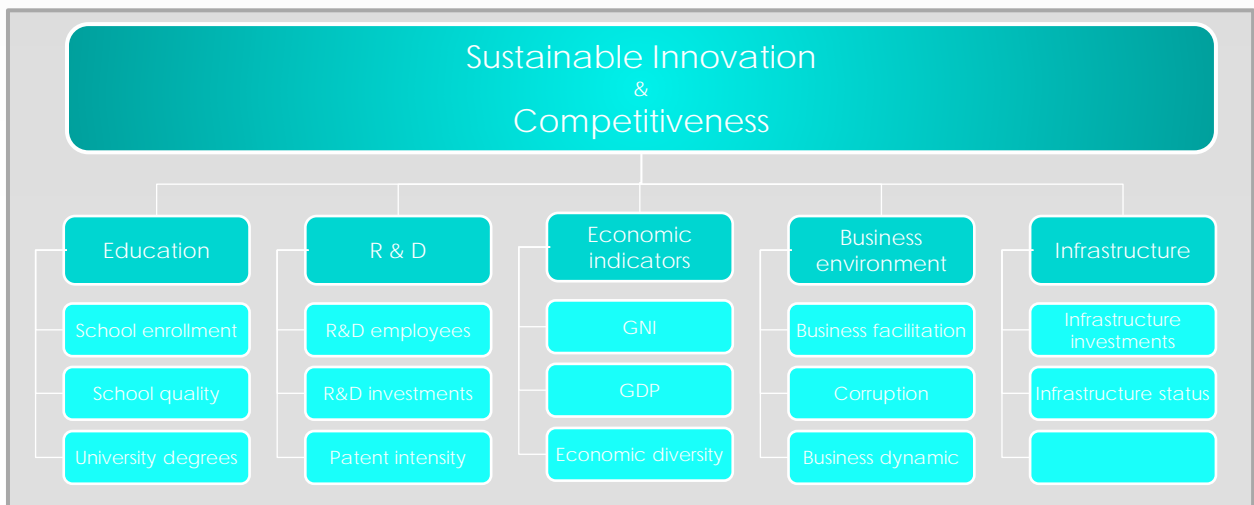 Sustainable Innovation
&
Competitiveness
Education
R & D
Economic
indicators
Business
environment
Infrastructure
School enrollment
R&D employees
GNI
Business facilitation
Infrastructure
investments
School quality
R&D investments
GDP
Corruption
Infrastructure status
University degrees
Patent intensity
Economic diversity
Business dynamic